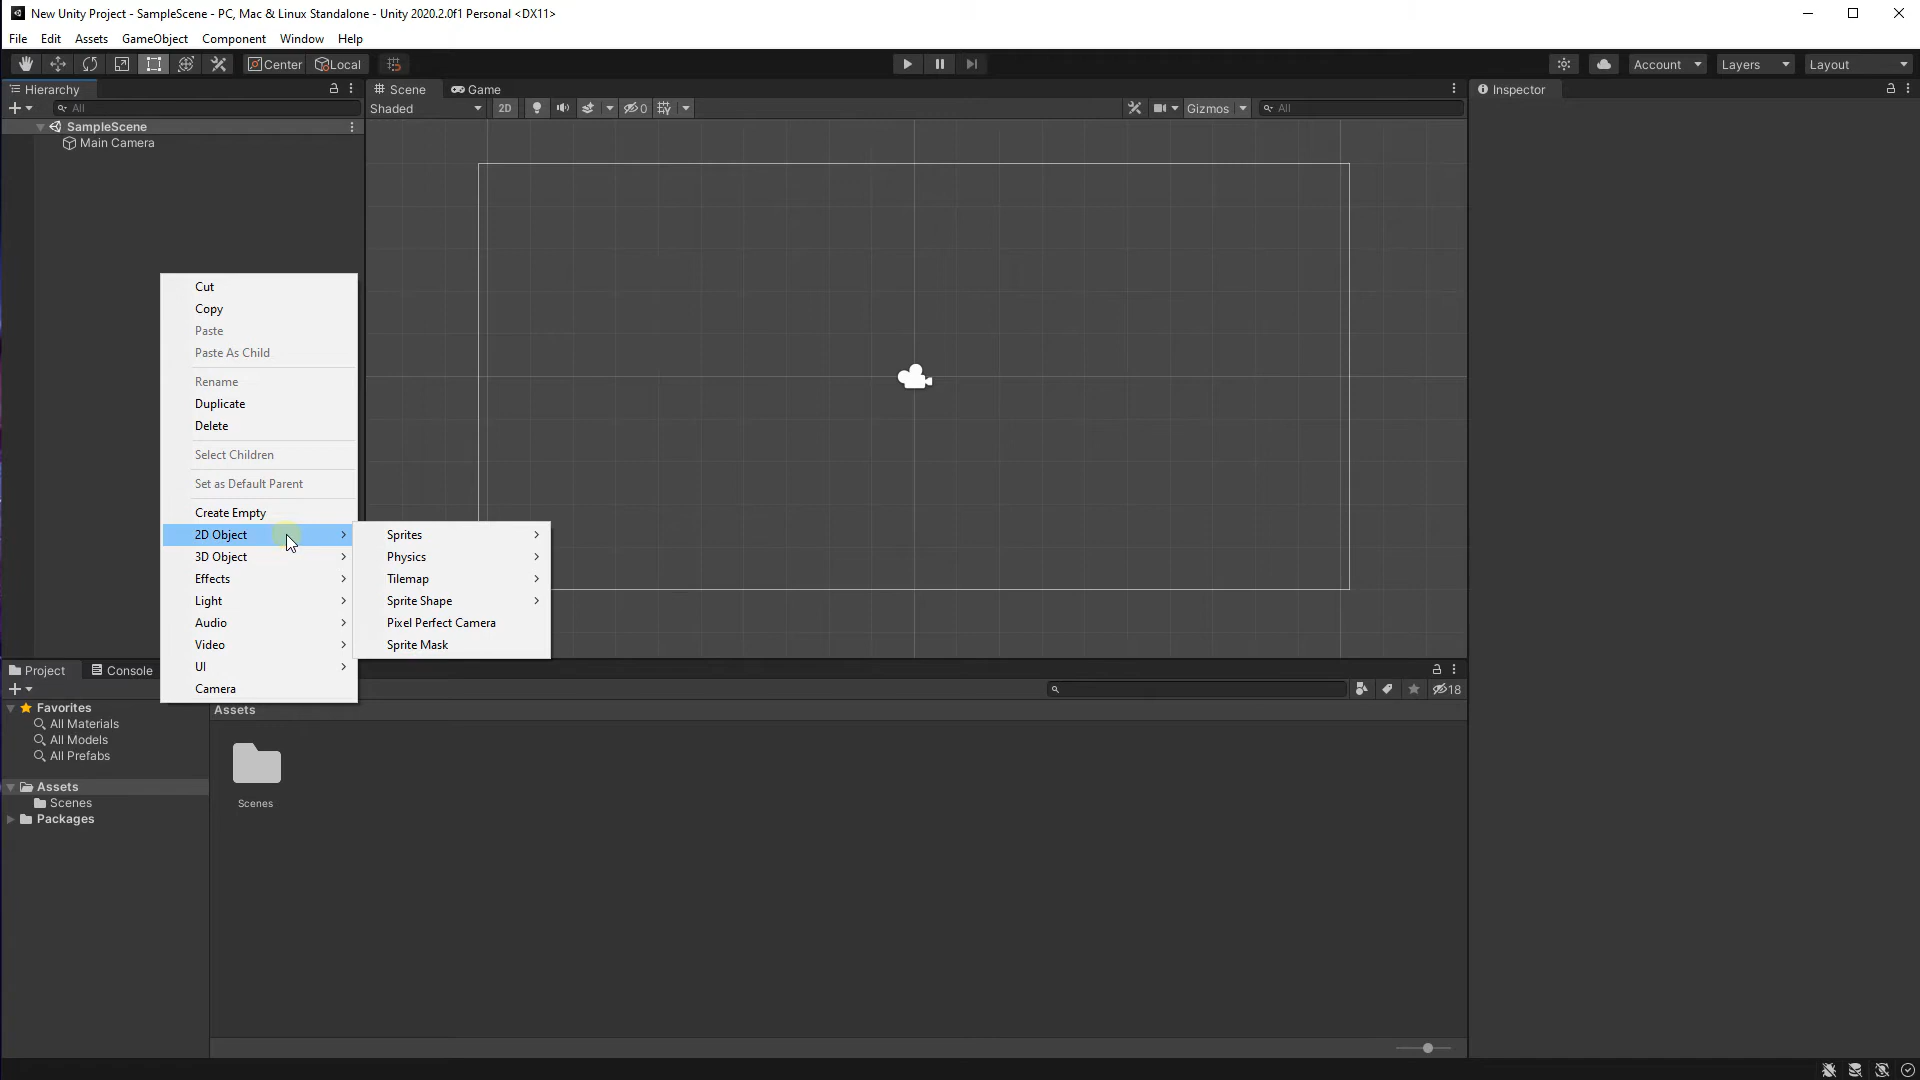 New Unity Project - SampleScene - PC, Mac & Linux Standalone - Unity 2020.2.0f1 Personal <DX11>
File Edit Assets GameObject Component Window Help
Center Local Account Layers Layout
Hierarchy Scene Game Inspector
All Shaded 2D 0 Gizmos All
SampleScene
Main Camera
Cut
Copy
Paste
Paste As Child
Rename
Duplicate
Delete
Select Children
Set as Default Parent
Create Empty
2D Object
3D Object
Effects
Light
Audio
Video
UI
Camera
Sprites
Physics
Tilemap
Sprite Shape
Pixel Perfect Camera
Sprite Mask
Project Console
18
Favorites
All Materials
All Models
All Prefabs
Assets
Scenes
Packages
Assets
Scenes